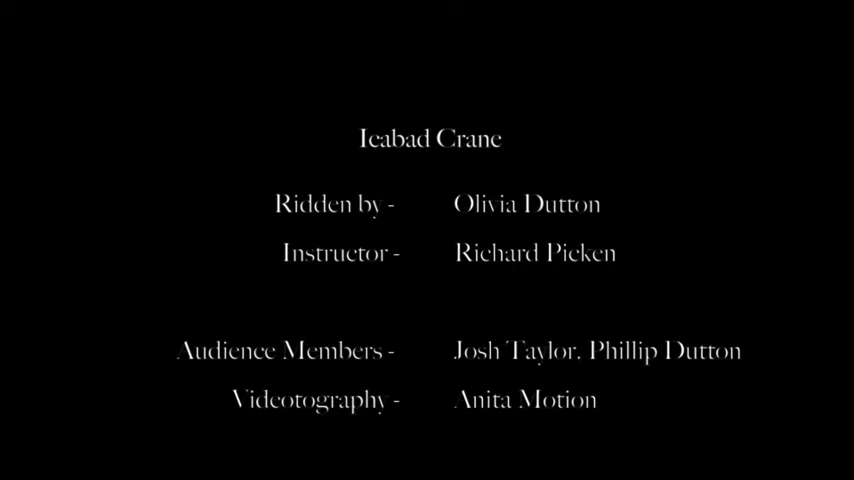 Icabad Crane
Ridden by - Olivia Dutton
Instructor - Richard Picken
Audience Members - Josh Taylor. Phillip Dutton
Videotography - Anita Motion